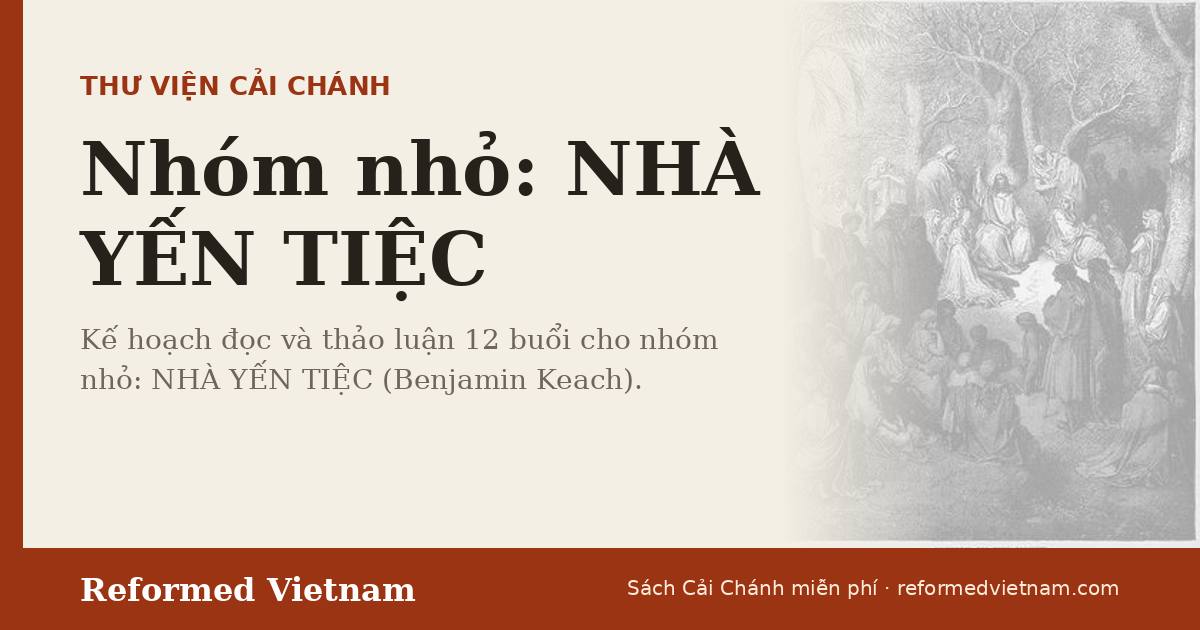 THƯ VIỆN CẢI CHÁNH
Nhóm nhỏ: NHÀ
YẾN TIỆC
Kế hoạch đọc và thảo luận 12 buổi cho nhóm
nhỏ: NHÀ YẾN TIỆC (Benjamin Keach).
Reformed Vietnam
Sách Cải Chánh miễn phí · reformedvietnam.com